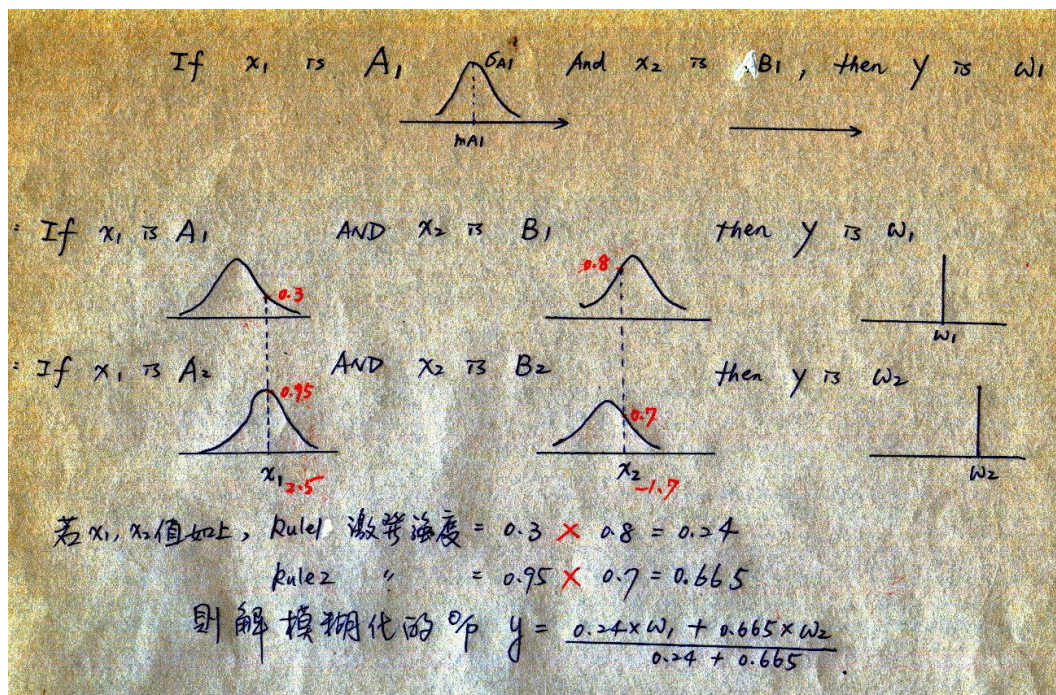 If x₁ is A₁ σA1 And x₂ is B₁, then y is ω₁
mA1
: If x₁ is A₁ AND x₂ is B₁ then y is ω₁
0.3 0.8
ω₁
: If x₁ is A₂ AND x₂ is B₂ then y is ω₂
0.95 0.7
x₁ 2.5 x₂ -1.7 ω₂
若 x₁, x₂值如上, Rule1 激發強度 = 0.3 × 0.8 = 0.24
Rule2 〃 = 0.95 × 0.7 = 0.665
則解模糊化的 o/p y = (0.24×ω₁ + 0.665×ω₂
0.24 + 0.665